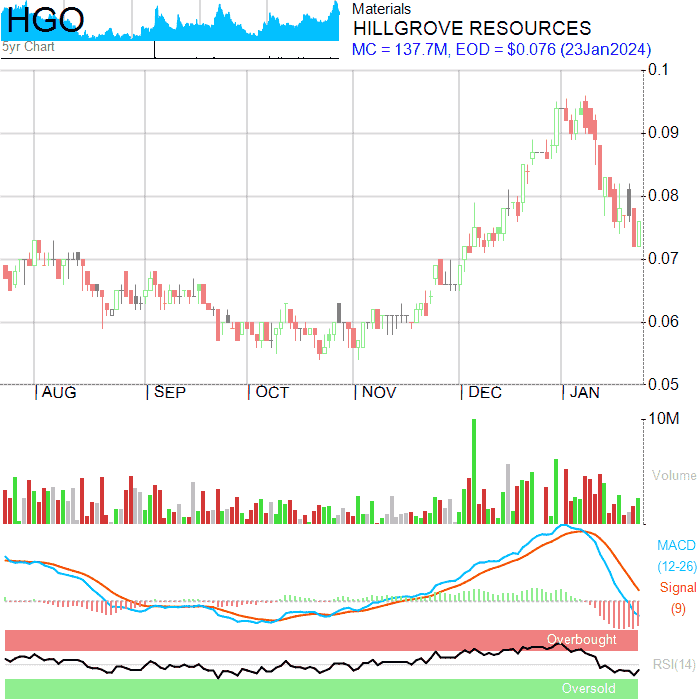 HGO
5yr Chart
Materials
HILLGROVE RESOURCES
MC = 137.7M, EOD = $0.076 (23Jan2024)
0.1
0.09
0.08
0.07
0.06
0.05
AUG SEP OCT NOV DEC JAN
10M
Volume
MACD
(12-26)
Signal
(9)
Overbought
RSI(14)
Oversold